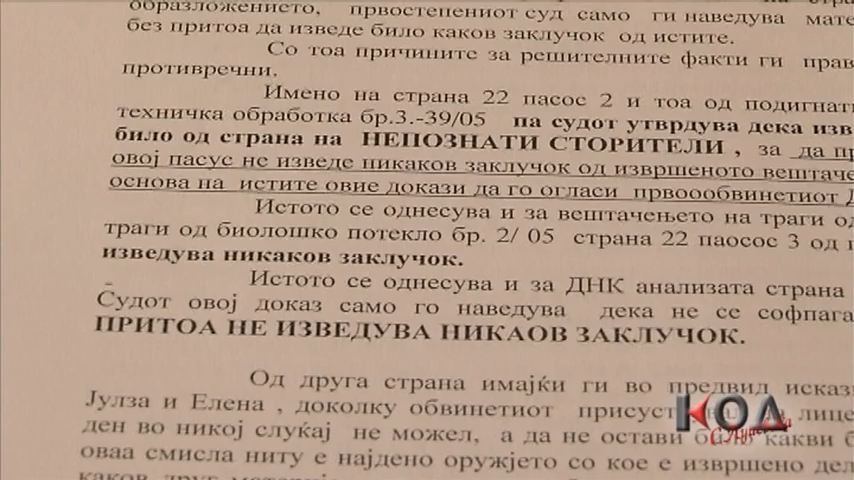 образложението, првостепениот суд само ги наведува
без притоа да изведе било каков заклучок од истите.
Со тоа причините за решителните факти ги
противречни.
Имено на страна 22 пасос 2 и тоа од
техничка обработка бр.3.-39/05 па судот утврдува дека
било од страна на НЕПОЗНАТИ СТОРИТЕЛИ , за да
овој пасус не изведе никаков заклучок од извршеното
основа на истите овие докази да го огласи првоообвинетиот
Истото се однесува и за вештачењето на траги
траги од биолошко потекло бр. 2/ 05 страна 22 паосос 3 од
изведува никаков заклучок.
Истото се однесува и за ДНК анализата страна
Судот овој доказ само го наведува дека не се
ПРИТОА НЕ ИЗВЕДУВА НИКАОВ ЗАКЛУЧОК.
Од друга страна имајќи ги во предвид
Јулза и Елена , доколку обвинетиот
ден во никој случај не можел, а да не остави какви
оваа смисла ниту е најдено оружјето со кое е извршено
каков друг
КОД